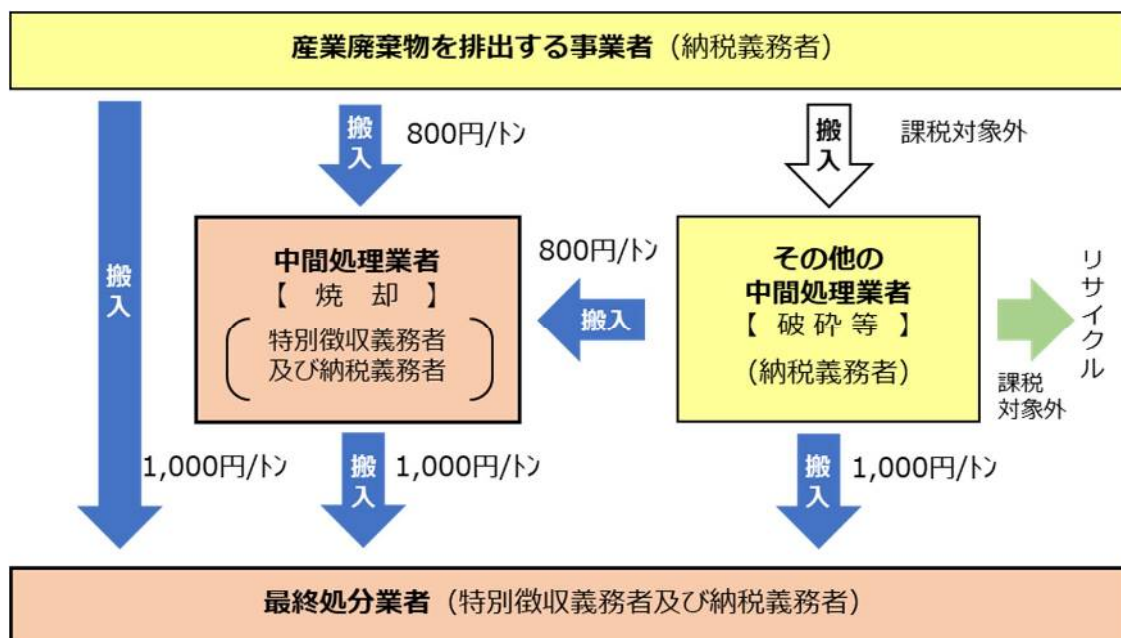 産業廃棄物を排出する事業者（納税義務者）
搬入
800円/ﾄﾝ
搬入
課税対象外
搬入
中間処理業者
【 焼 却 】
特別徴収義務者
及び納税義務者
800円/ﾄﾝ
搬入
その他の
中間処理業者
【 破 砕 等 】
(納税義務者)
リサイクル
課税
対象外
1,000円/ﾄﾝ
搬入
1,000円/ﾄﾝ
搬入
1,000円/ﾄﾝ
最終処分業者（特別徴収義務者及び納税義務者）